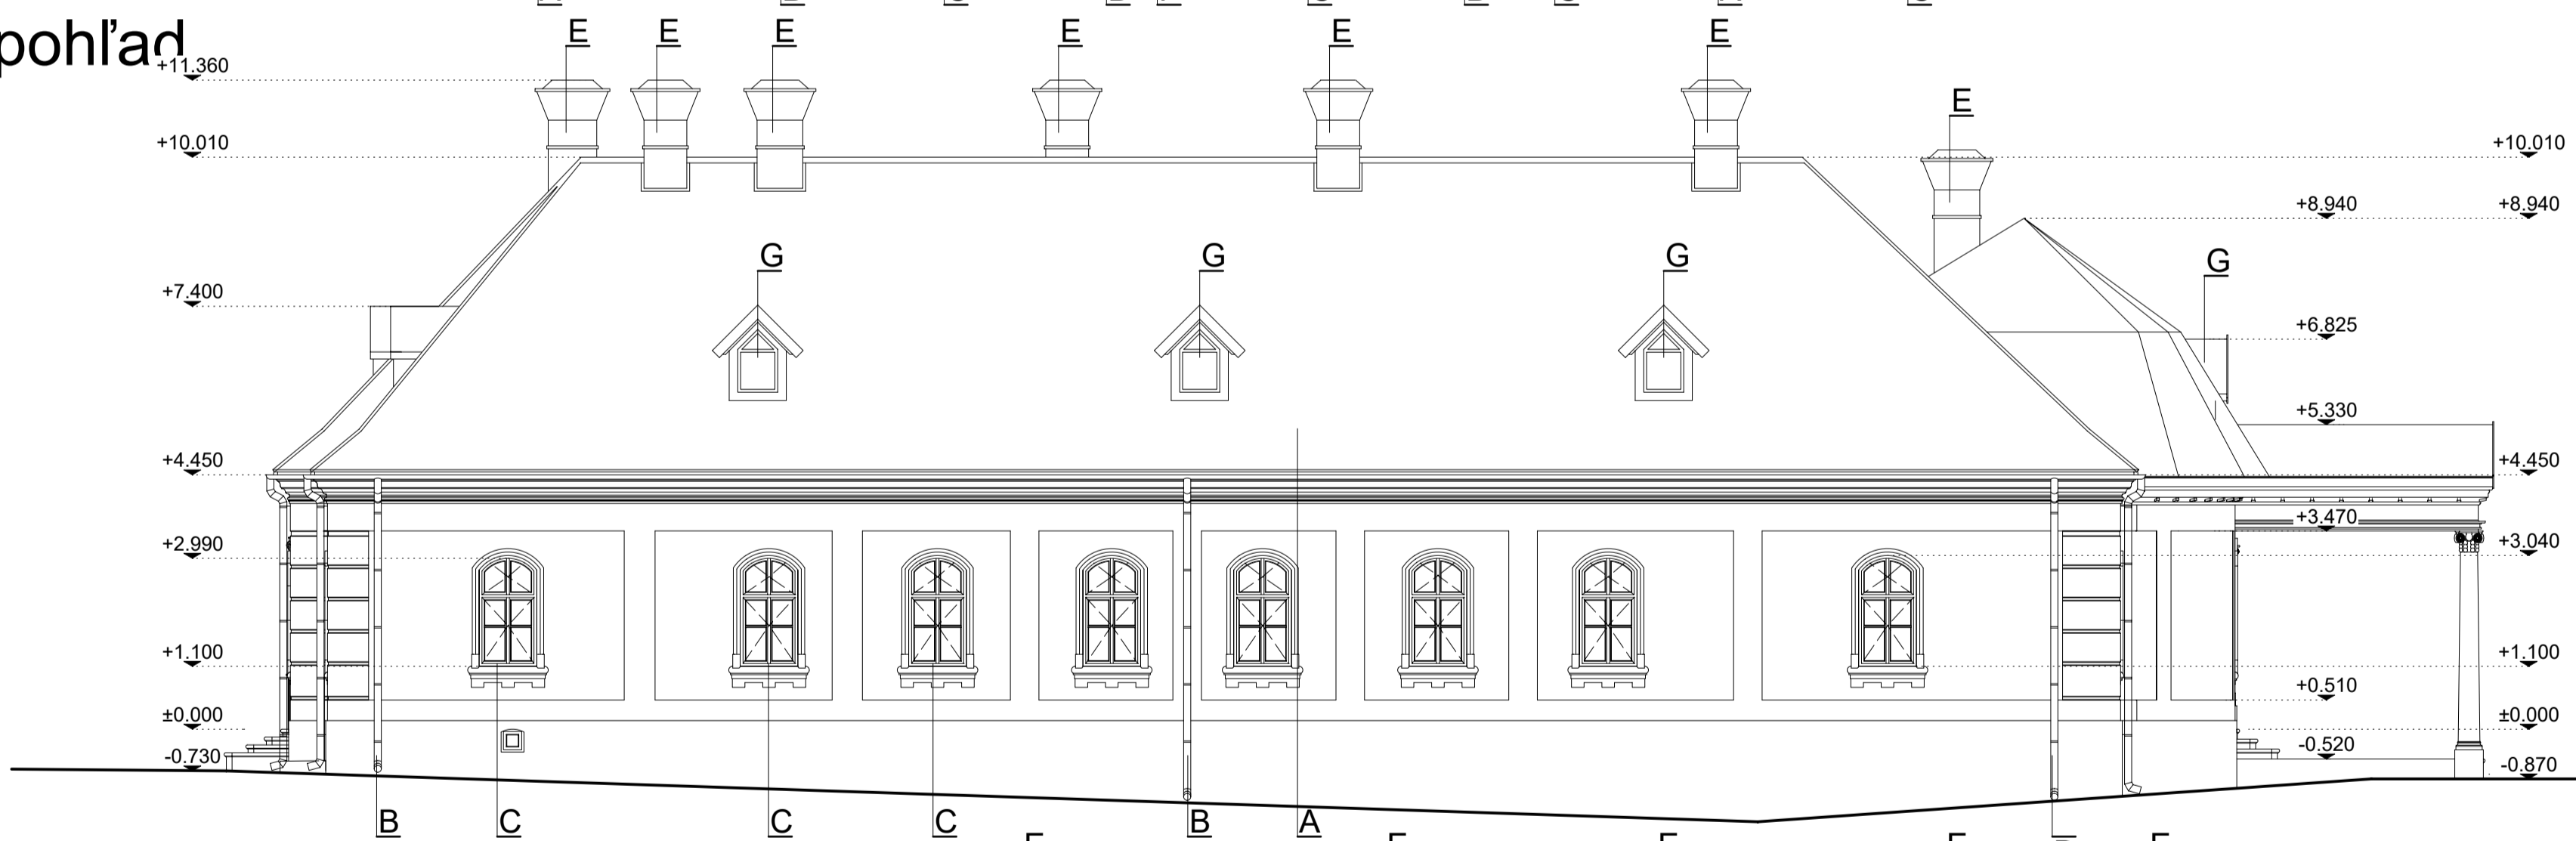 E E E E E E
pohľad
+11.360
E
+10.010 +10.010
+8.940 +8.940
G G G G
+7.400
+6.825
+5.330
+4.450 +4.450
+3.470
+2.990 +3.040
+1.100 +1.100
+0.510
±0.000 ±0.000
-0.730 -0.520
-0.870
B C C C B A